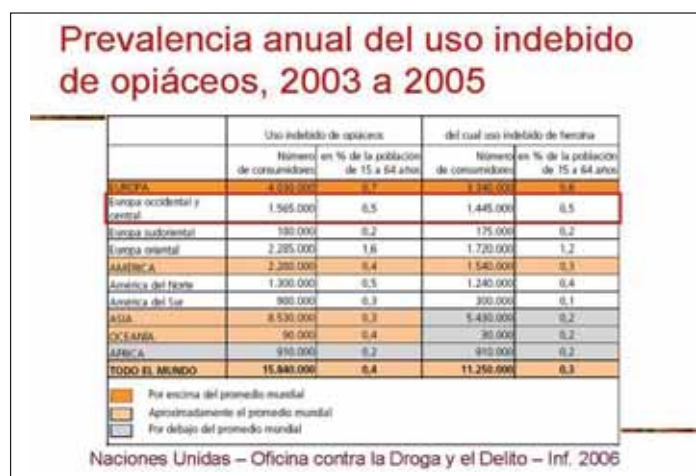 Prevalencia anual del uso indebido
de opiáceos, 2003 a 2005
Uso indebido de opiáceos del cual uso indebido de heroína
Número en % de la población Número en % de la población
de consumidores de 15 a 64 años de consumidores de 15 a 64 años
EUROPA 4.030.000 0,7 3.340.000 0,6
Europa occidental y
central 1.565.000 0,5 1.445.000 0,5
Europa sudoriental 180.000 0,2 175.000 0,2
Europa oriental 2.285.000 1,6 1.720.000 1,2
AMÉRICA 2.280.000 0,4 1.540.000 0,3
América del Norte 1.300.000 0,5 1.240.000 0,4
América del Sur 980.000 0,3 300.000 0,1
ASIA 8.530.000 0,3 5.430.000 0,2
OCEANÍA 90.000 0,4 30.000 0,2
ÁFRICA 910.000 0,2 910.000 0,2
TODO EL MUNDO 15.840.000 0,4 11.250.000 0,3
Por encima del promedio mundial
Aproximadamente el promedio mundial
Por debajo del promedio mundial
Naciones Unidas – Oficina contra la Droga y el Delito – Inf. 2006